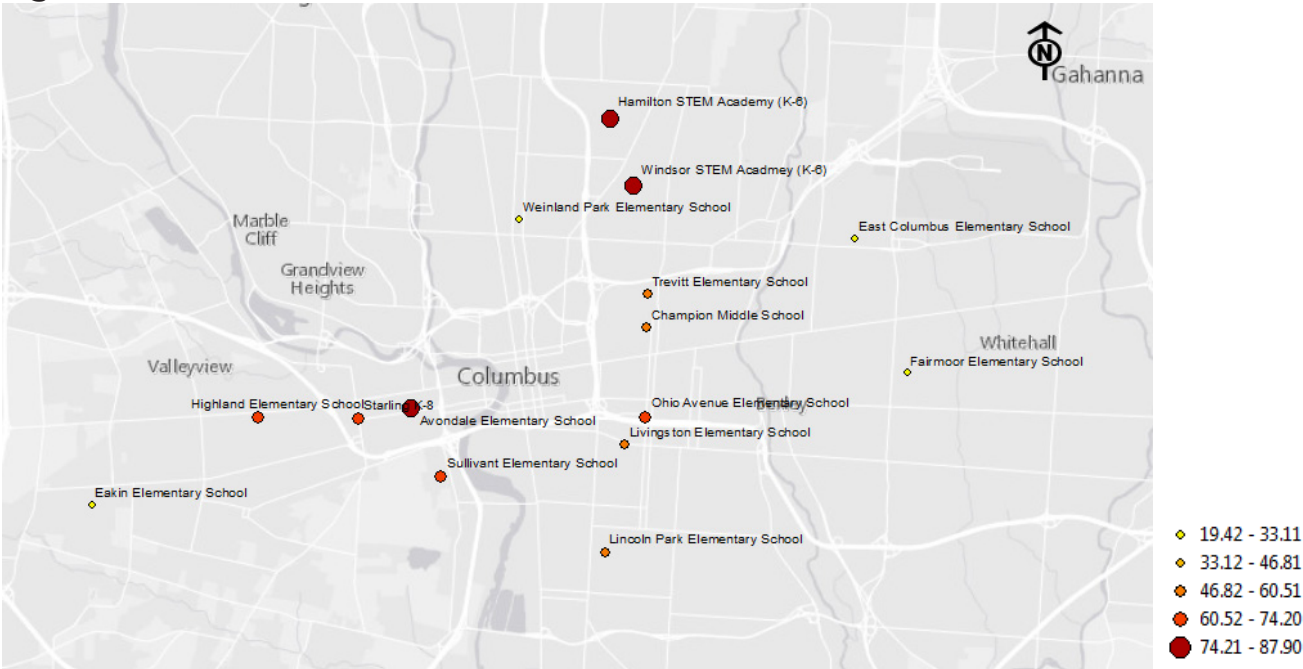 N
Gahanna
Hamilton STEM Academy (K-6)
Windsor STEM Acadmey (K-6)
Weinland Park Elementary School
Marble
Cliff
East Columbus Elementary School
Grandview
Heights
Trevitt Elementary School
Champion Middle School
Whitehall
Valleyview
Fairmoor Elementary School
Columbus
Highland Elementary School
Starling K-8
Ohio Avenue Elementary School
Avondale Elementary School
Livingston Elementary School
Sullivant Elementary School
Eakin Elementary School
Lincoln Park Elementary School
19.42 - 33.11
33.12 - 46.81
46.82 - 60.51
60.52 - 74.20
74.21 - 87.90